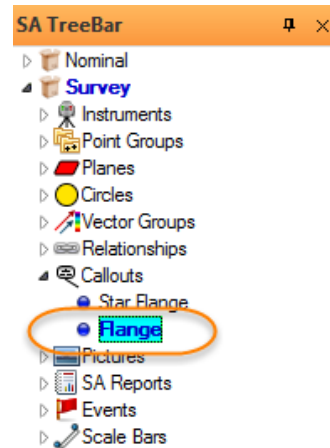 SA TreeBar
Nominal
Survey
Instruments
Point Groups
Planes
Circles
Vector Groups
Relationships
Callouts
Star Flange
Flange
Pictures
SA Reports
Events
Scale Bars